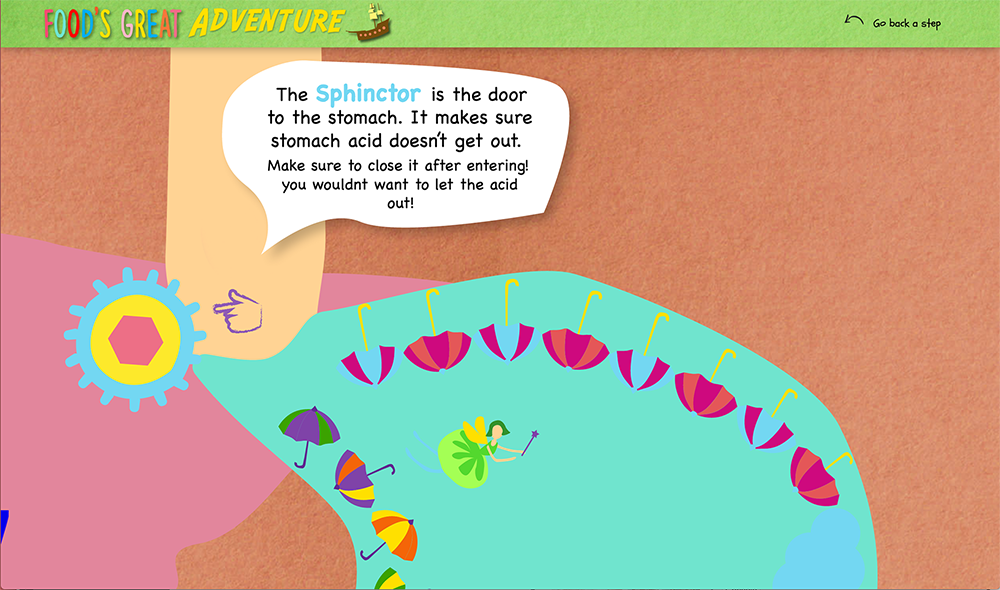 FOOD'S GREAT ADVENTURE
Go back a step
The Sphinctor is the door
to the stomach. It makes sure
stomach acid doesn't get out.
Make sure to close it after entering!
you wouldnt want to let the acid
out!